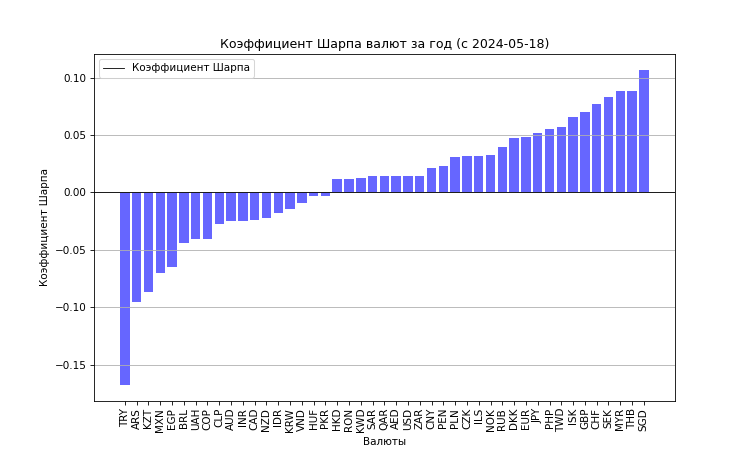 Коэффициент Шарпа валют за год (с 2024-05-18)
Коэффициент Шарпа
0.10
0.05
0.00
−0.05
−0.10
−0.15
Коэффициент Шарпа
TRY
ARS
KZT
MXN
EGP
BRL
UAH
COP
CLP
AUD
INR
CAD
NZD
IDR
KRW
VND
HUF
PKR
HKD
RON
KWD
SAR
QAR
AED
USD
ZAR
CNY
PEN
PLN
CZK
ILS
NOK
RUB
DKK
EUR
JPY
PHP
TWD
ISK
GBP
CHF
SEK
MYR
THB
SGD
Валюты